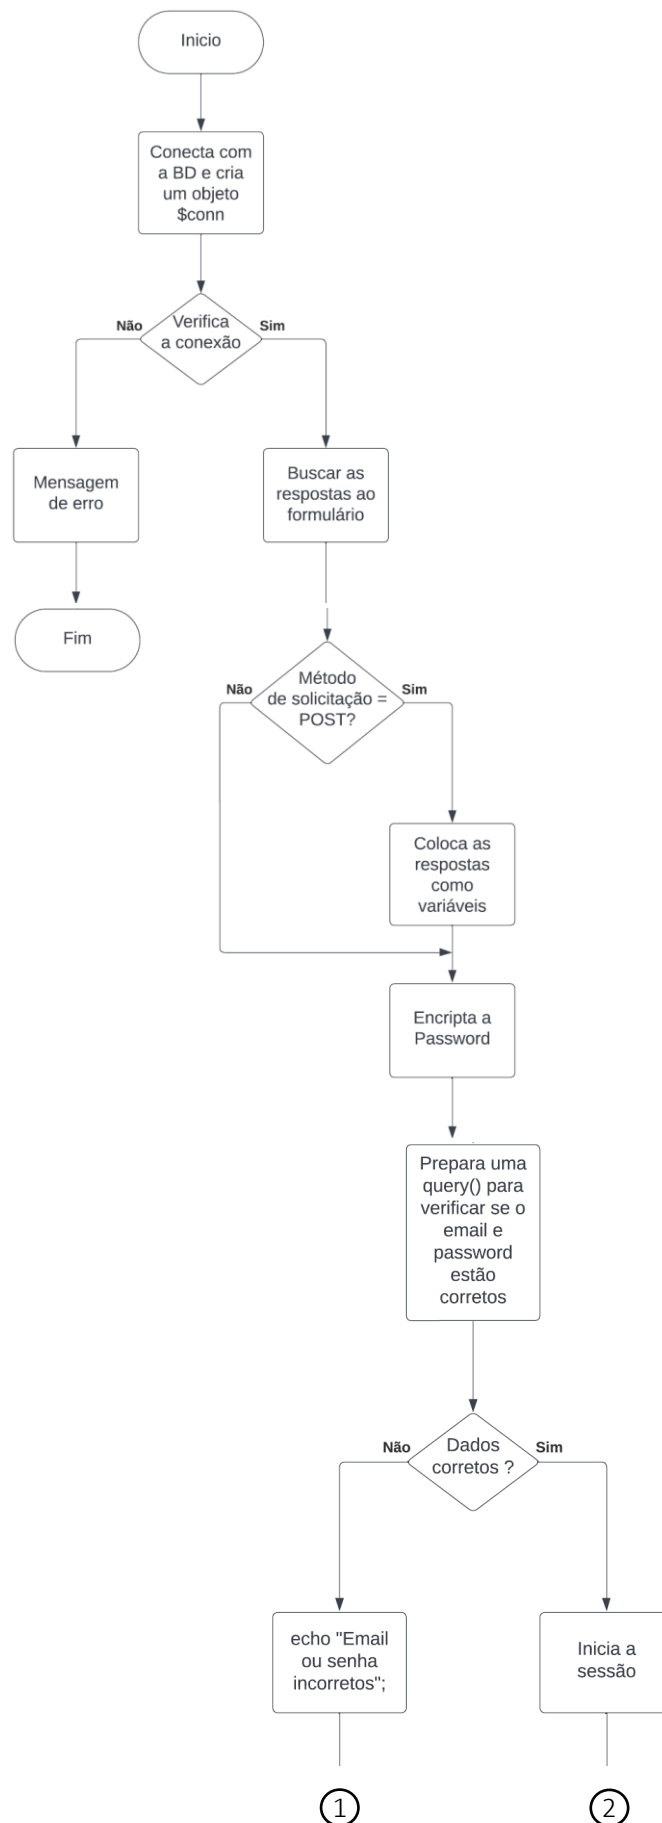 Inicio
Conecta com
a BD e cria
um objeto
$conn
Não
Verifica
a conexão
Sim
Mensagem
de erro
Buscar as
respostas ao
formulário
Fim
Não
Método
de solicitação =
POST?
Sim
Coloca as
respostas
como
variáveis
Encripta a
Password
Prepara uma
query() para
verificar se o
email e
password
estão
corretos
Não
Dados
corretos ?
Sim
echo "Email
ou senha
incorretos";
Inicia a
sessão
1
2